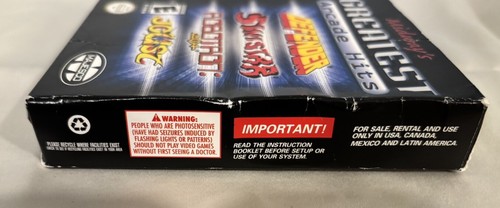 Midway's
GREATEST
Arcade Hits
DEFENDER
SINISTAR
JOUST
PLEASE RECYCLE WHERE FACILITIES EXIST
WARNING:
PEOPLE WHO ARE PHOTOSENSITIVE
(HAVE HAD SEIZURES INDUCED BY
FLASHING LIGHTS OR PATTERNS)
SHOULD NOT PLAY VIDEO GAMES
WITHOUT FIRST SEEING A DOCTOR.
IMPORTANT!
READ THE INSTRUCTION
BOOKLET BEFORE SETUP OR
USE OF YOUR SYSTEM.
FOR SALE, RENTAL AND USE
ONLY IN USA, CANADA,
MEXICO AND LATIN AMERICA.